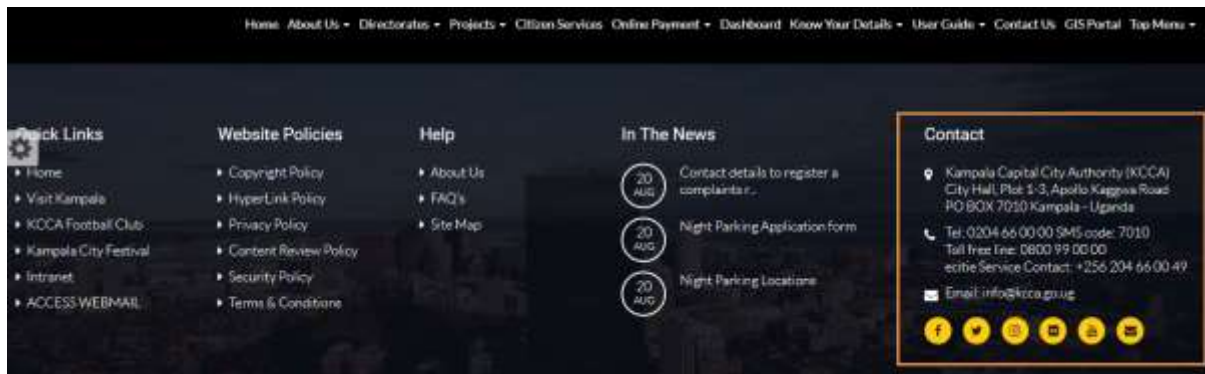 Home About Us Directorates Projects Citizen Services Online Payment Dashboard Know Your Details User Guide Contact Us GIS Portal Top Menu
Quick Links
Home
Visit Kampala
KCCA Football Club
Kampala City Festival
Intranet
ACCESS WEBMAIL
Website Policies
Copyright Policy
HyperLink Policy
Privacy Policy
Content Review Policy
Security Policy
Terms & Conditions
Help
About Us
FAQ's
Site Map
In The News
20
AUG
Contact details to register a
complaints r...
20
AUG
Night Parking Application form
20
AUG
Night Parking Locations
Contact
Kampala Capital City Authority (KCCA)
City Hall, Plot 1-3, Apollo Kaggwa Road
PO BOX 7010 Kampala - Uganda
Tel: 0204 66 00 00 SMS code: 7010
Toll free line: 0800 99 00 00
ecitie Service Contact: +256 204 66 00 49
Email: info@kcca.go.ug